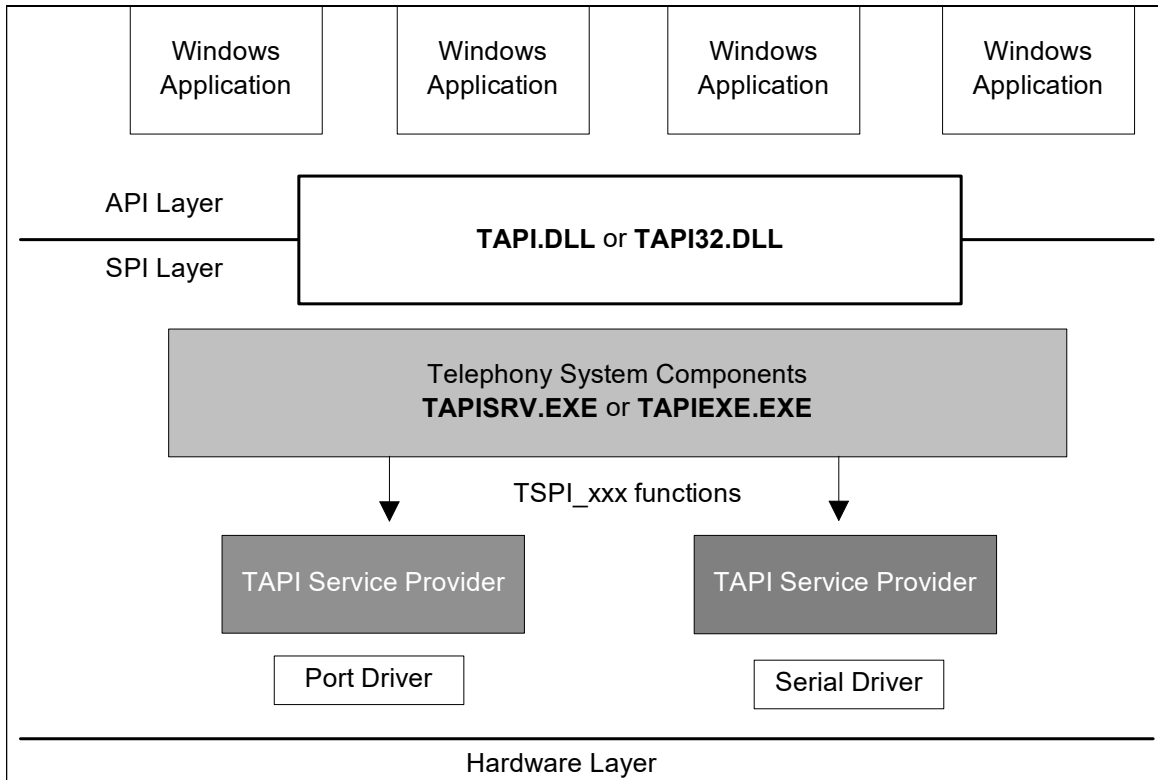 Windows
Application
Windows
Application
Windows
Application
Windows
Application
API Layer
TAPI.DLL or TAPI32.DLL
SPI Layer
Telephony System Components
TAPISRV.EXE or TAPIEXE.EXE
TSPI_xxx functions
TAPI Service Provider
TAPI Service Provider
Port Driver
Serial Driver
Hardware Layer